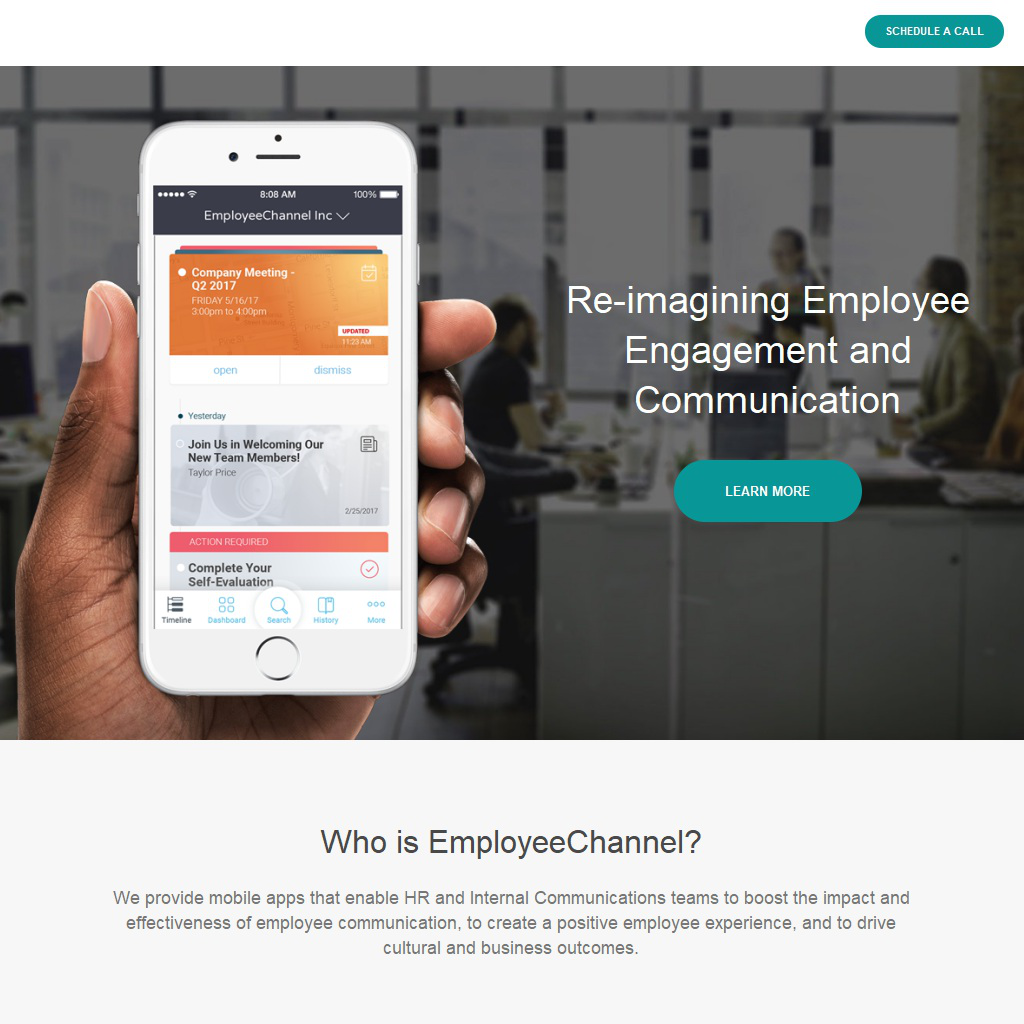 SCHEDULE A CALL
8:08 AM
100%
EmployeeChannel Inc
Company Meeting -
Q2 2017
FRIDAY 5/16/17
3:00pm to 4:00pm
UPDATED
11:23 AM
open
dismiss
Yesterday
Join Us in Welcoming Our
New Team Members!
Taylor Price
2/25/2017
ACTION REQUIRED
Complete Your
Self-Evaluation
Timeline
Dashboard
Search
History
More
Re-imagining Employee
Engagement and
Communication
LEARN MORE
Who is EmployeeChannel?
We provide mobile apps that enable HR and Internal Communications teams to boost the impact and
effectiveness of employee communication, to create a positive employee experience, and to drive
cultural and business outcomes.